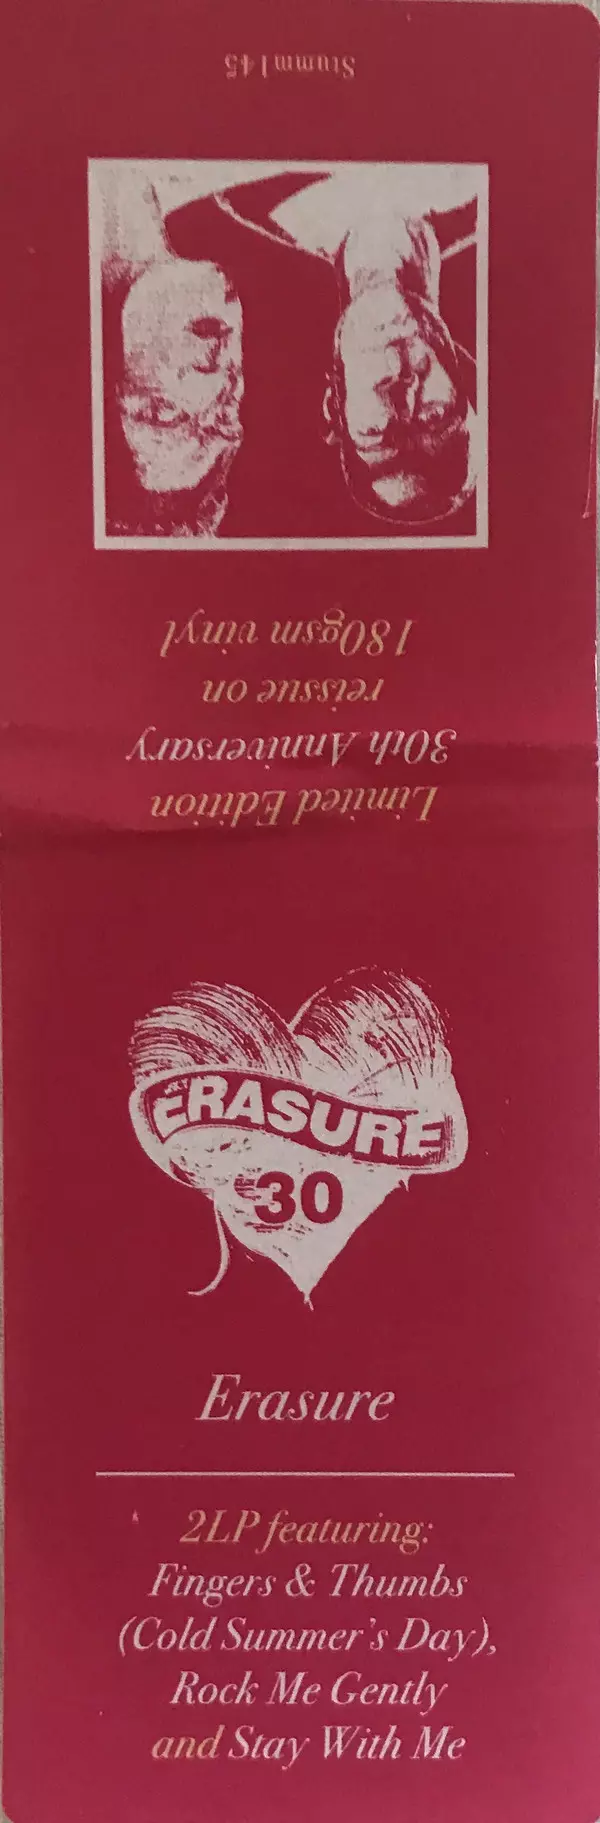 Stumm145
Limited Edition
30th Anniversary
reissue on
180gsm vinyl
ERASURE
30
Erasure
2LP featuring:
Fingers & Thumbs
(Cold Summer's Day),
Rock Me Gently
and Stay With Me